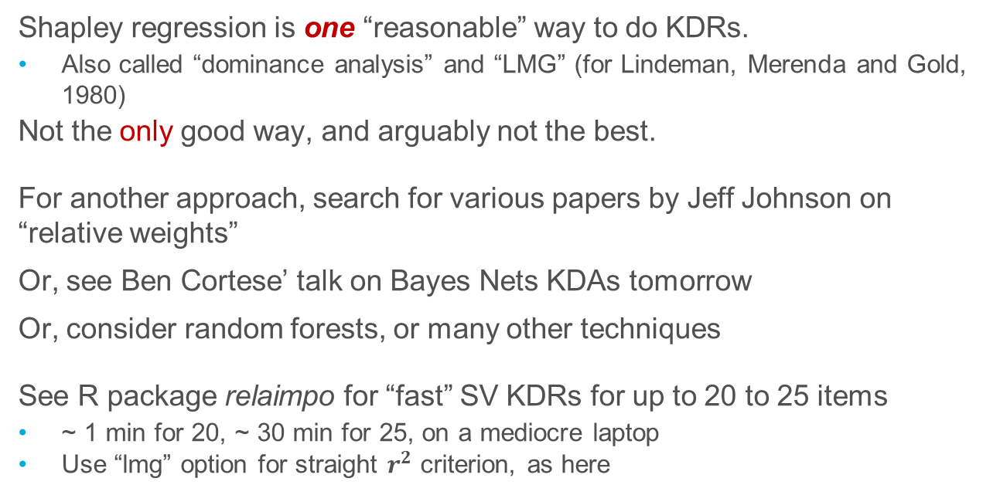 Shapley regression is one “reasonable” way to do KDRs.
• Also called “dominance analysis” and “LMG” (for Lindeman, Merenda and Gold,
1980)
Not the only good way, and arguably not the best.
For another approach, search for various papers by Jeff Johnson on
“relative weights”
Or, see Ben Cortese’ talk on Bayes Nets KDAs tomorrow
Or, consider random forests, or many other techniques
See R package relaimpo for “fast” SV KDRs for up to 20 to 25 items
• ~ 1 min for 20, ~ 30 min for 25, on a mediocre laptop
• Use “lmg” option for straight r² criterion, as here